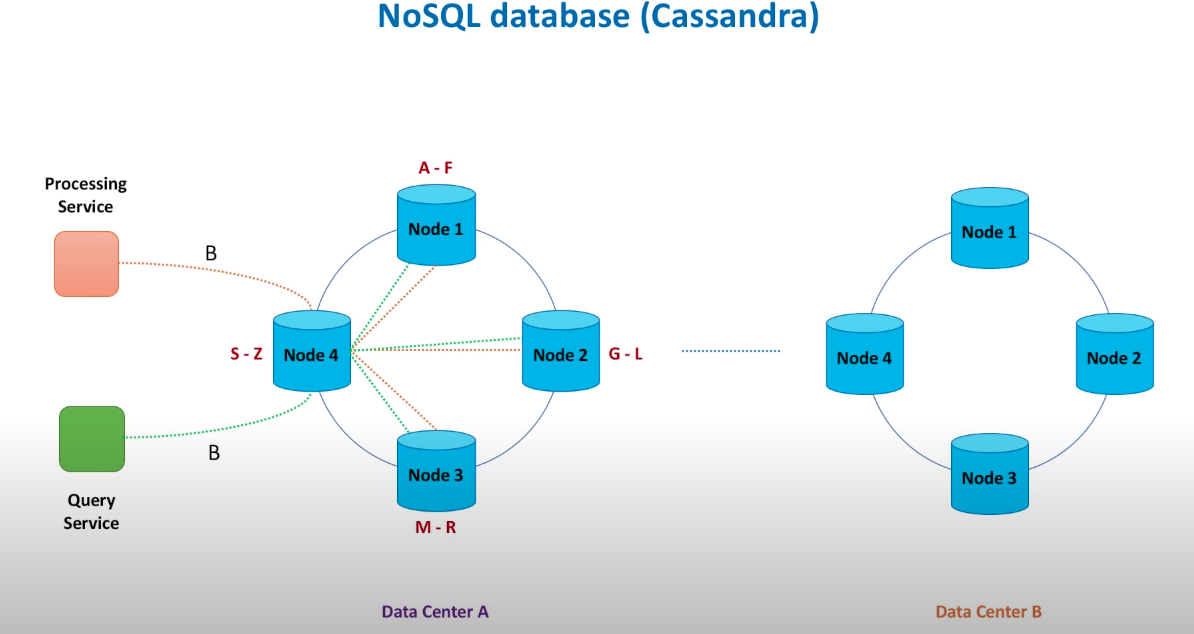 NoSQL database (Cassandra)
A - F
Processing
Service
Node 1
B
S - Z
Node 4
Node 2
G - L
B
Node 3
M - R
Query
Service
Data Center A
Node 1
Node 4
Node 2
Node 3
Data Center B